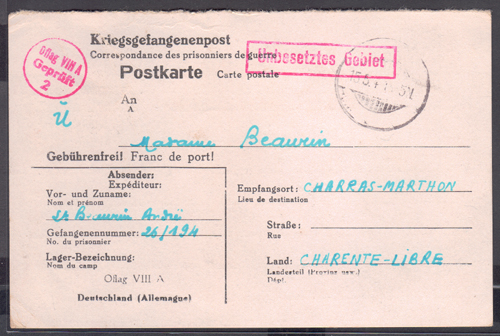 Kriegsgefangenenpost
Correspondance des prisonniers de guerre
Postkarte Carte postale
Unbesetztes Gebiet
Oflag VIII A
Geprüft
2
An
A
Madame Beaurin
Gebührenfrei! Franc de port!
Absender:
Expéditeur:
Vor- und Zuname:
Nom et prénom
Lt Beaurin André
Gefangenennummer: 26/194
No. du prisonnier
Lager-Bezeichnung:
Nom du camp
Oflag VIII A
Deutschland (Allemagne)
Empfangsort: CHARRAS-MARTHON
Lieu de destination
Straße:
Rue
Land: CHARENTE-LIBRE
Landesteil (Provinz usw.)
Dépt.